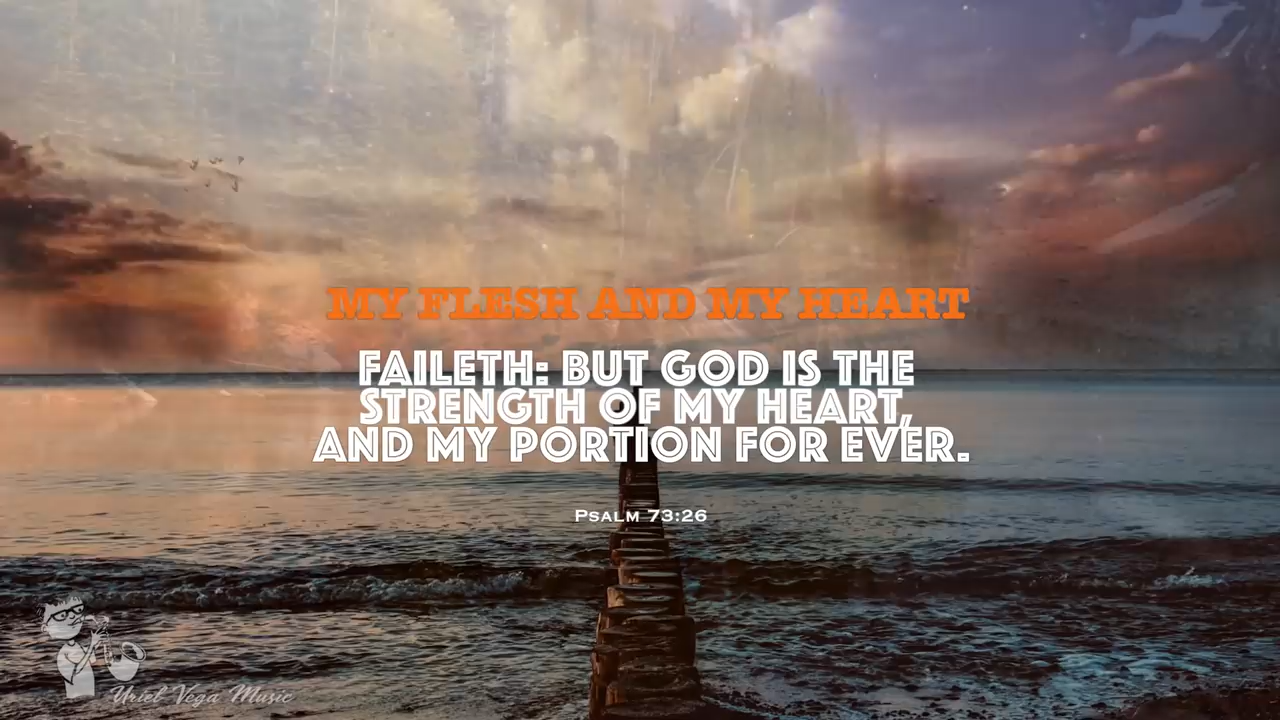 MY FLESH AND MY HEART
FAILETH: BUT GOD IS THE
STRENGTH OF MY HEART,
AND MY PORTION FOR EVER.
PSALM 73:26
Uriel Vega Music